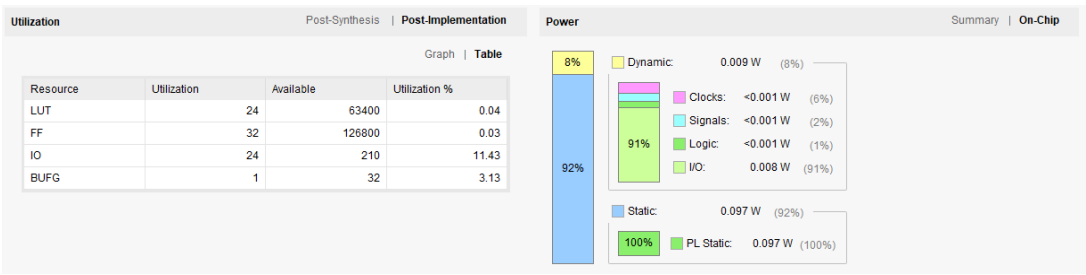 Utilization Post-Synthesis | Post-Implementation
Graph | Table
Resource Utilization Available Utilization %
LUT 24 63400 0.04
FF 32 126800 0.03
IO 24 210 11.43
BUFG 1 32 3.13
Power Summary | On-Chip
8% Dynamic: 0.009 W (8%)
Clocks: <0.001 W (6%)
Signals: <0.001 W (2%)
Logic: <0.001 W (1%)
91% I/O: 0.008 W (91%)
92%
Static: 0.097 W (92%)
100% PL Static: 0.097 W (100%)